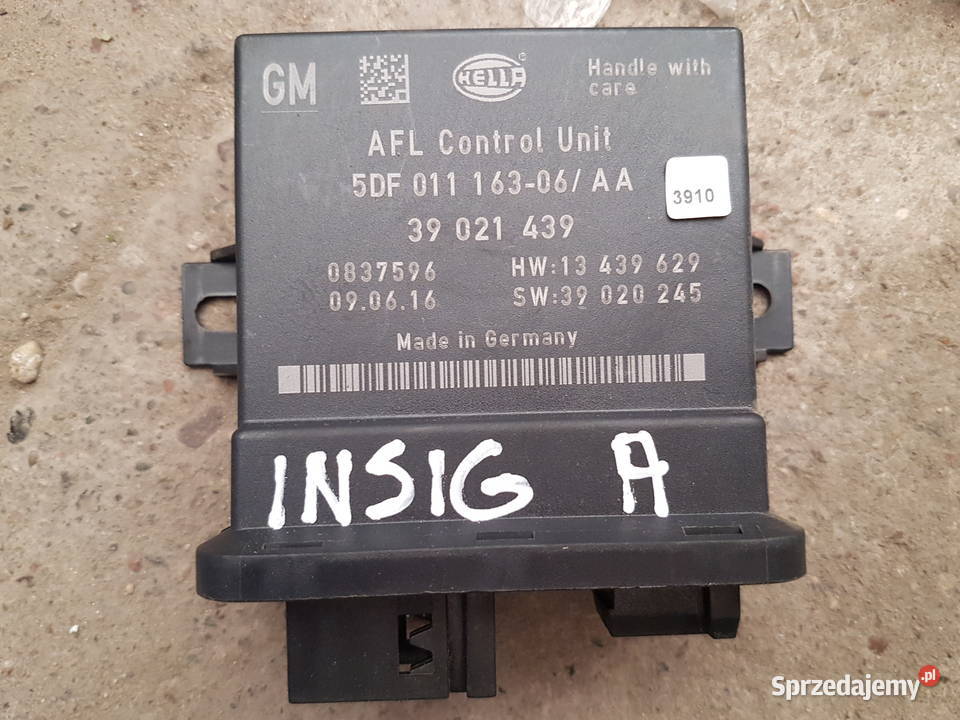 GM
HELLA
Handle with
care
AFL Control Unit
5DF 011 163-06/AA
3910
39 021 439
0837596 HW:13 439 629
09.06.16 SW:39 020 245
Made in Germany
INSIG A
Sprzedajemy.pl